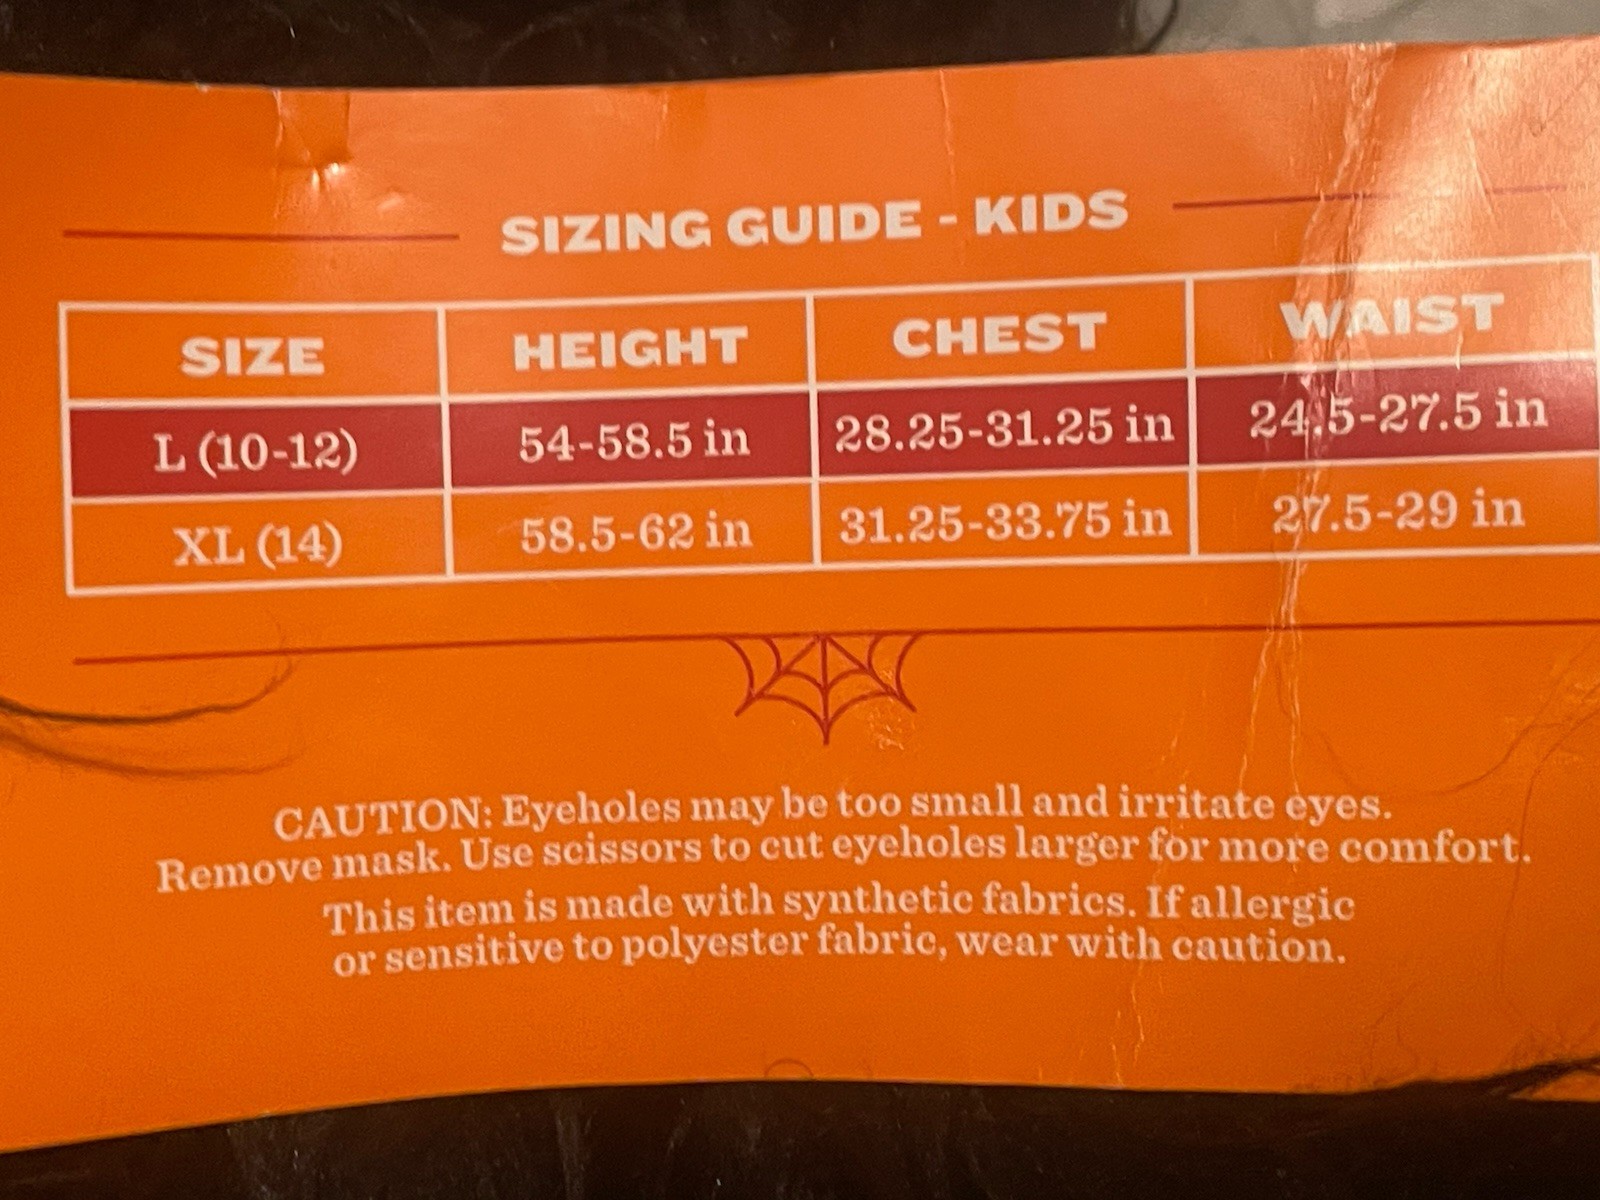 SIZING GUIDE - KIDS
SIZE HEIGHT CHEST WAIST
L (10-12) 54-58.5 in 28.25-31.25 in 24.5-27.5 in
XL (14) 58.5-62 in 31.25-33.75 in 27.5-29 in
CAUTION: Eyeholes may be too small and irritate eyes.
Remove mask. Use scissors to cut eyeholes larger for more comfort.
This item is made with synthetic fabrics. If allergic
or sensitive to polyester fabric, wear with caution.